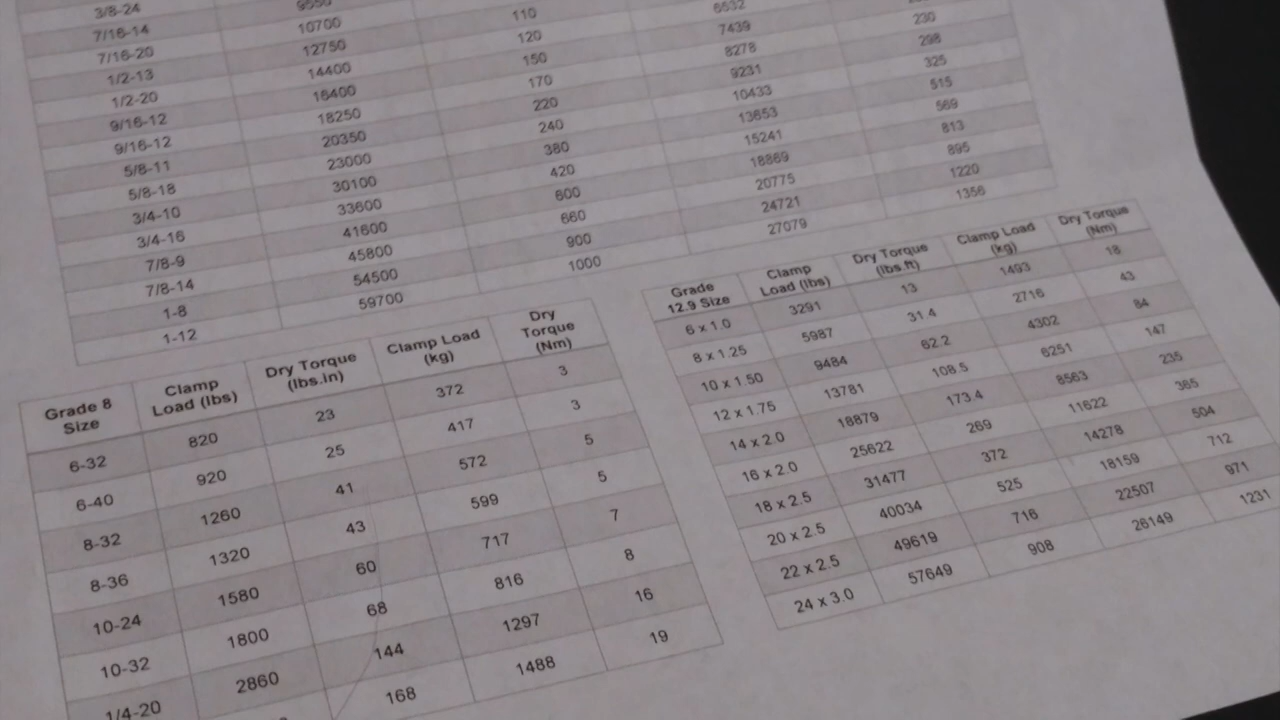 3/8-24
7/16-14 9550
7/16-20 10700
1/2-13 12750 110
1/2-20 14400 120 6532
9/16-12 16400 150 7439
9/16-12 18250 170 8278 230
5/8-11 20350 220 9231 298
5/8-18 23000 240 10433 325
3/4-10 30100 380 13653 515
3/4-16 33600 420 15241 569
7/8-9 41600 600 18869 813
7/8-14 45800 660 20775 895
1-8 54500 900 24721 1220
1-12 59700 1000 27079 1356
Grade 8 Size Clamp Load (lbs) Dry Torque (lbs.in) Clamp Load (kg) Dry Torque (Nm)
6-32 820 23 372 3
6-40 920 25 417 3
8-32 1260 41 572 5
8-36 1320 43 599 5
10-24 1580 60 717 7
10-32 1800 68 816 8
1/4-20 2860 144 1297 16
168 1488 19
Grade 12.9 Size Clamp Load (lbs) Dry Torque (lbs.ft) Clamp Load (kg) Dry Torque (Nm)
6 x 1.0 3291 13 1493 18
8 x 1.25 5987 31.4 2716 43
10 x 1.50 9484 62.2 4302 84
12 x 1.75 13781 108.5 6251 147
14 x 2.0 18879 173.4 8563 235
16 x 2.0 25622 269 11622 365
18 x 2.5 31477 372 14278 504
20 x 2.5 40034 525 18159 712
22 x 2.5 49619 716 22507 971
24 x 3.0 57649 908 26149 1231